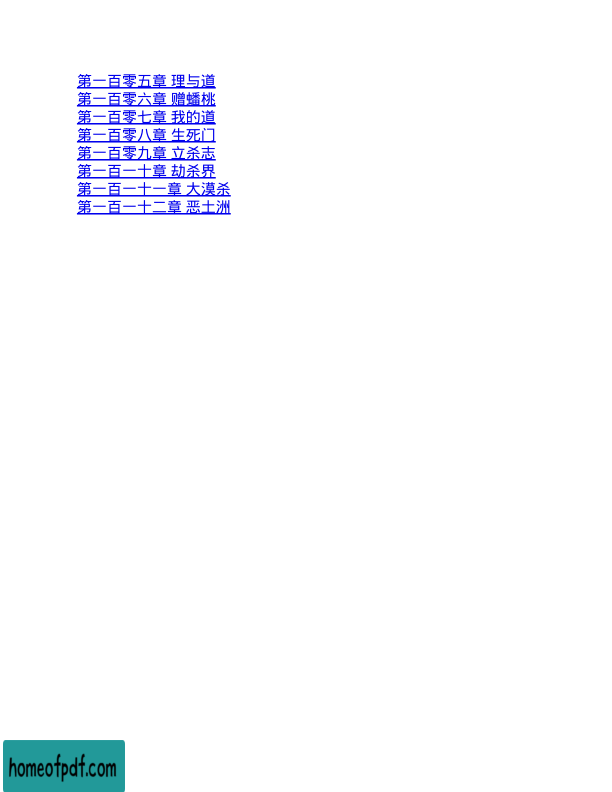 第一百零五章 理与道
第一百零六章 赠蟠桃
第一百零七章 我的道
第一百零八章 生死门
第一百零九章 立杀志
第一百一十章 劫杀界
第一百一十一章 大漠杀
第一百一十二章 恶土洲
homeofpdf.com